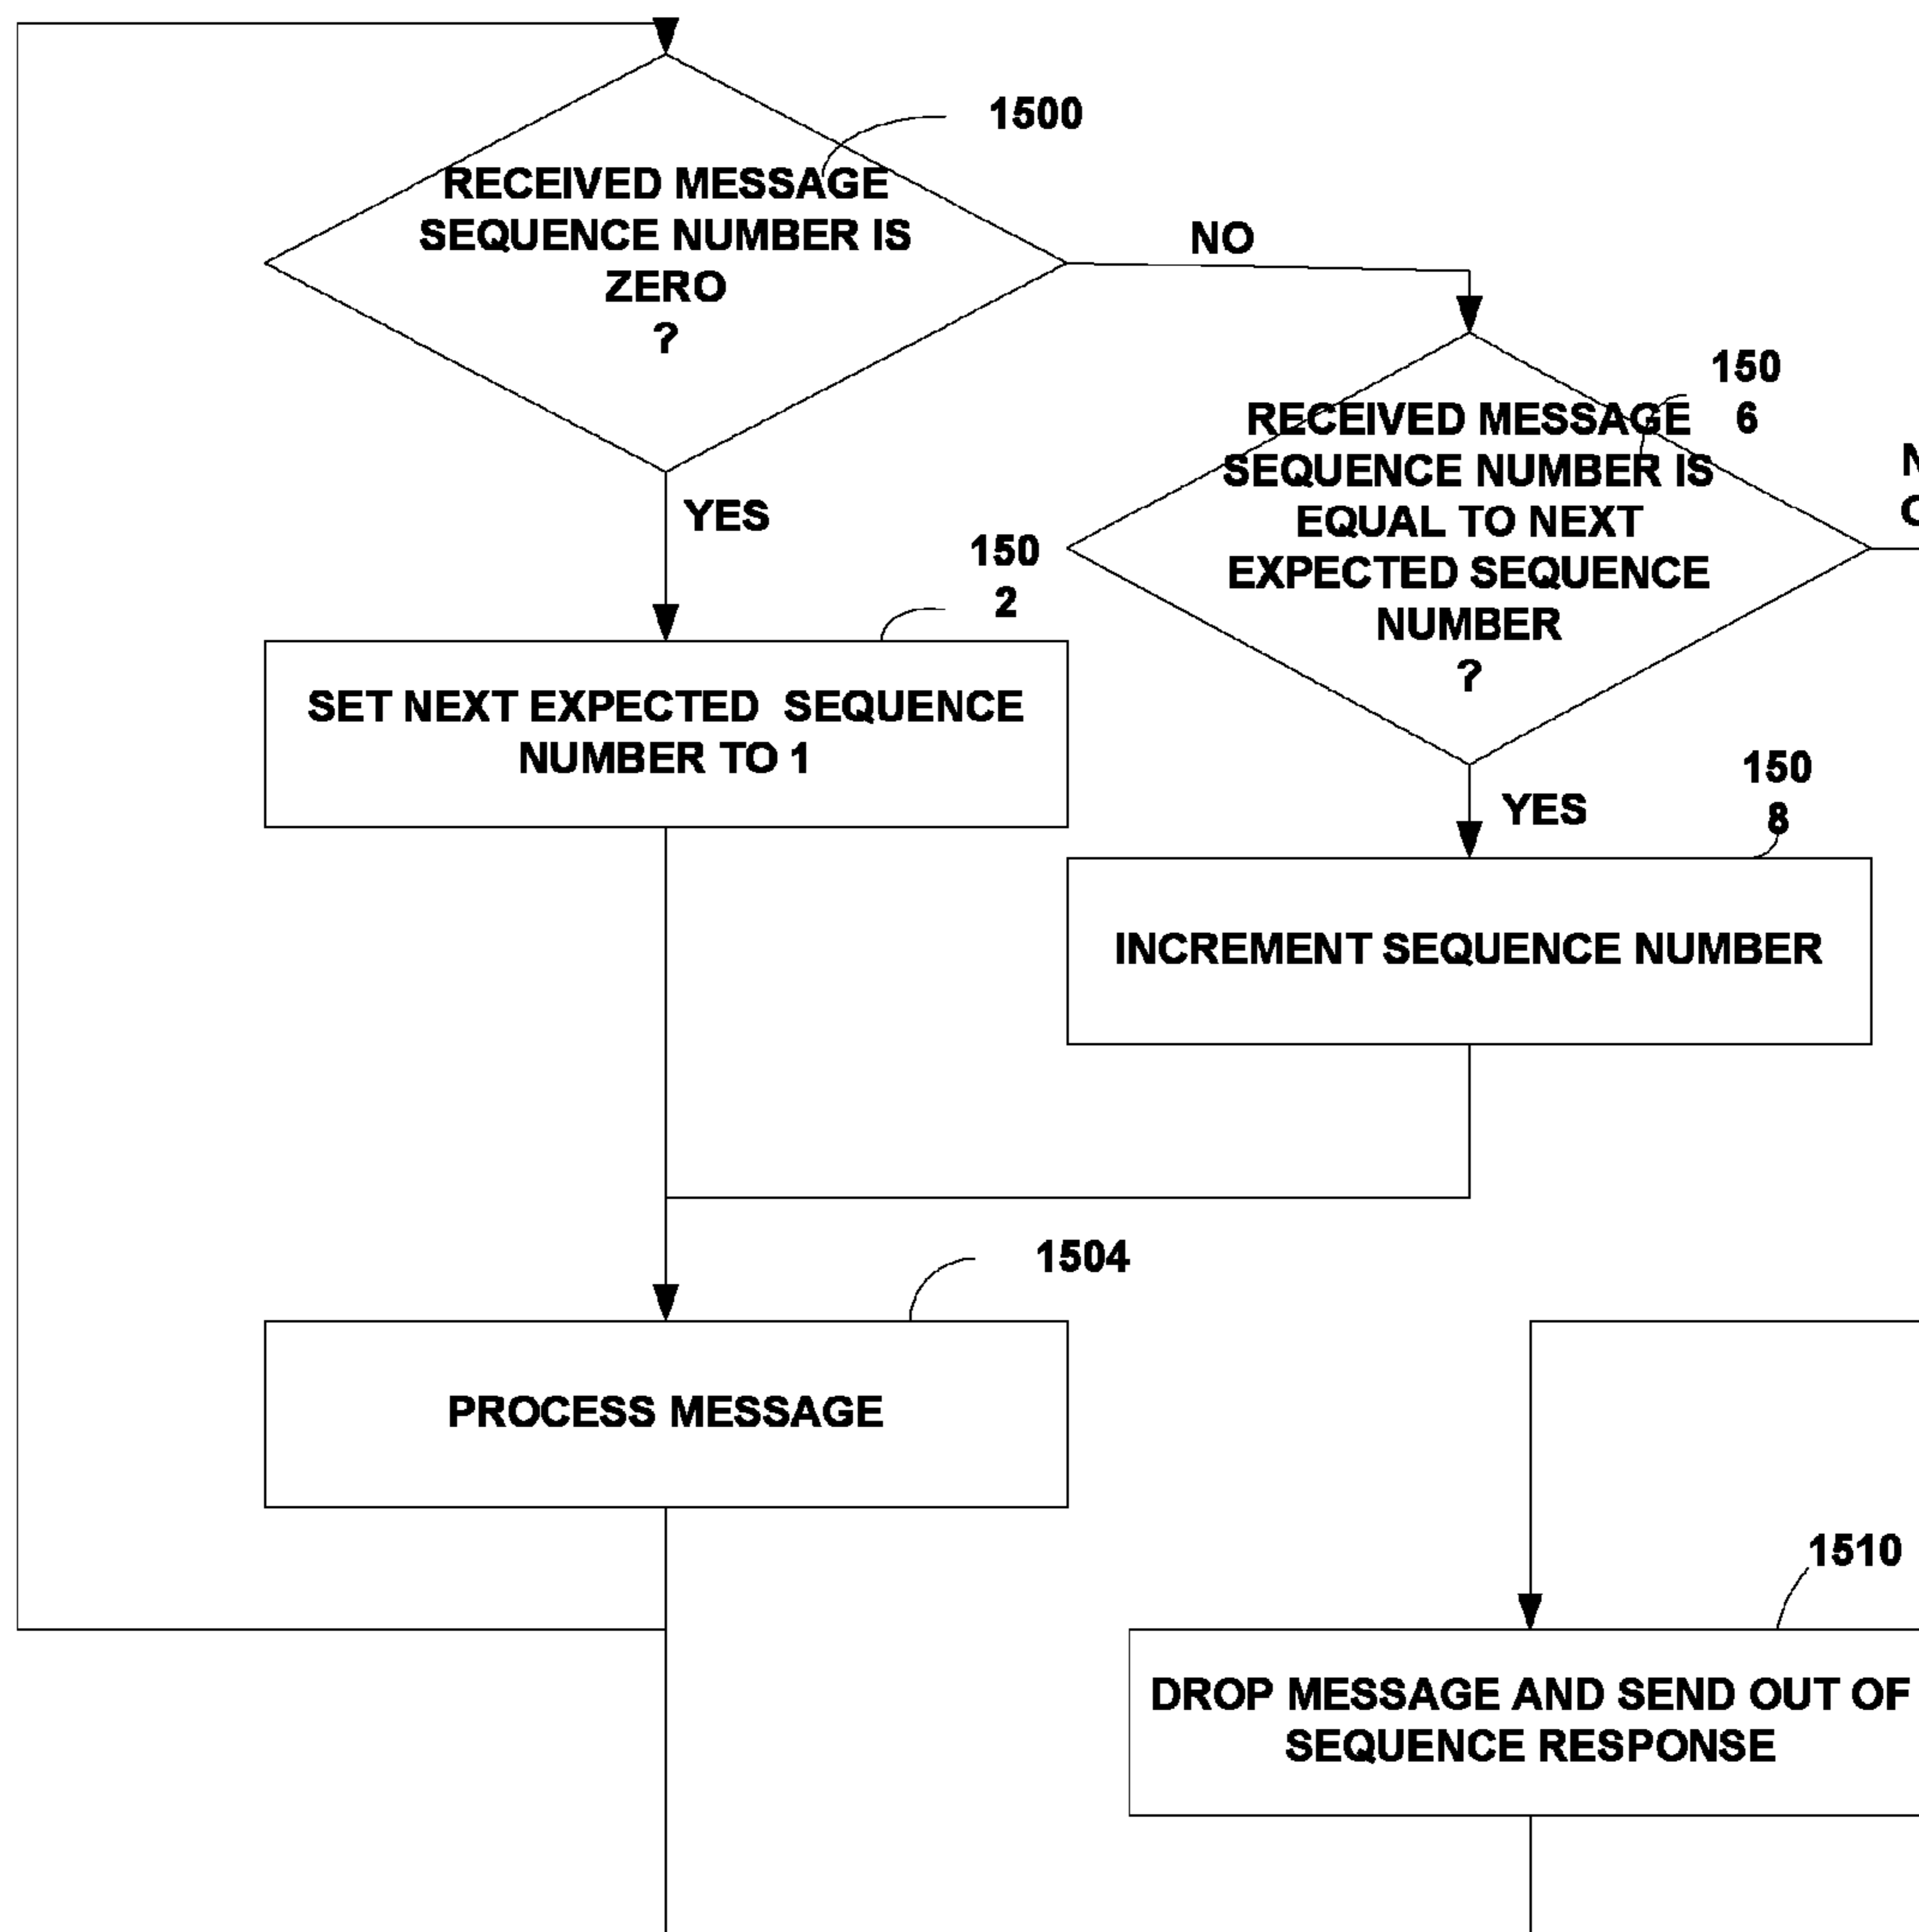 1500
RECEIVED MESSAGE
SEQUENCE NUMBER IS
ZERO
?
NO
YES
150
6
RECEIVED MESSAGE
SEQUENCE NUMBER IS
EQUAL TO NEXT
EXPECTED SEQUENCE
NUMBER
?
150
2
SET NEXT EXPECTED SEQUENCE
NUMBER TO 1
YES
150
8
INCREMENT SEQUENCE NUMBER
1504
PROCESS MESSAGE
1510
DROP MESSAGE AND SEND OUT OF
SEQUENCE RESPONSE